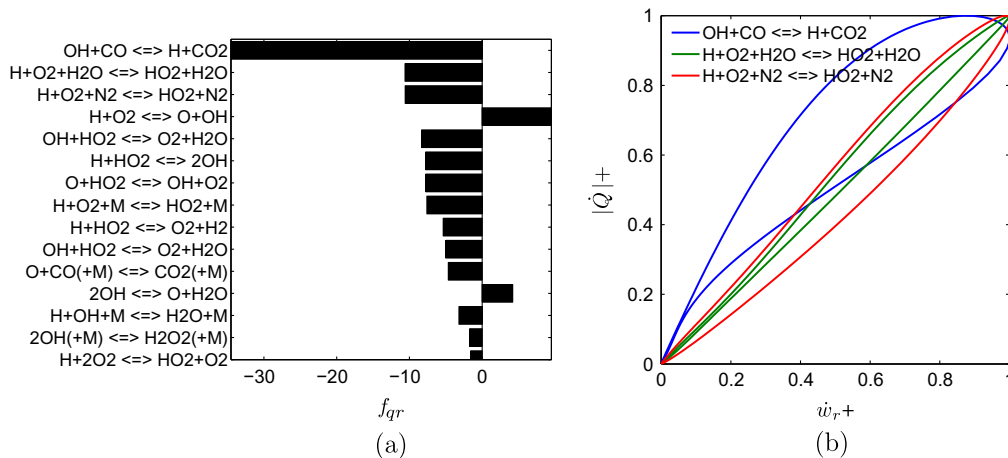 OH+CO <=> H+CO2
H+O2+H2O <=> HO2+H2O
H+O2+N2 <=> HO2+N2
H+O2 <=> O+OH
OH+HO2 <=> O2+H2O
H+HO2 <=> 2OH
O+HO2 <=> OH+O2
H+O2+M <=> HO2+M
H+HO2 <=> O2+H2
OH+HO2 <=> O2+H2O
O+CO(+M) <=> CO2(+M)
2OH <=> O+H2O
H+OH+M <=> H2O+M
2OH(+M) <=> H2O2(+M)
H+2O2 <=> HO2+O2
−30 −20 −10 0
f_{qr}
(a)
1
0.8
0.6
0.4
0.2
0
|Q̇|+
OH+CO <=> H+CO2
H+O2+H2O <=> HO2+H2O
H+O2+N2 <=> HO2+N2
0 0.2 0.4 0.6 0.8 1
ẇ_r+
(b)